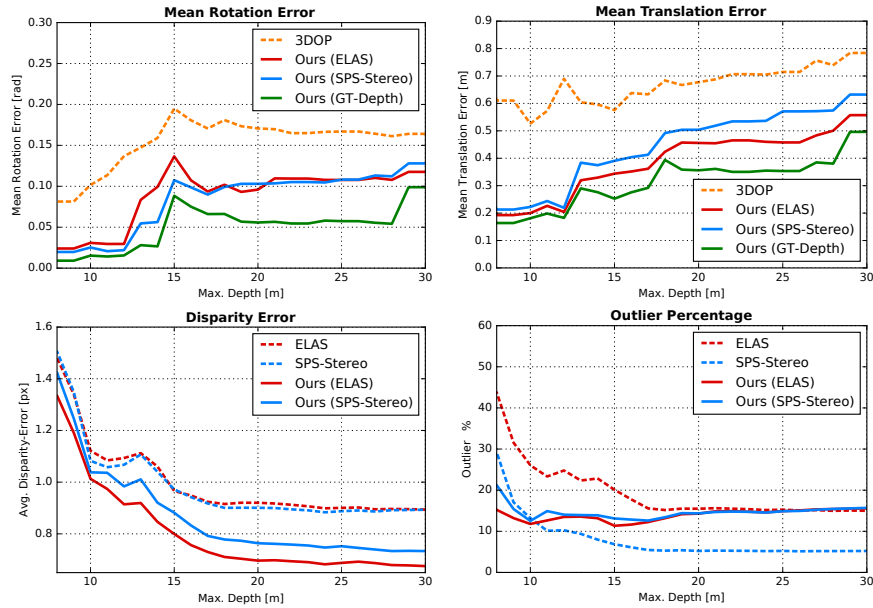 Mean Rotation Error
Mean Rotation Error [rad]
0.30
0.25
0.20
0.15
0.10
0.05
0.00
3DOP
Ours (ELAS)
Ours (SPS-Stereo)
Ours (GT-Depth)
10
15
20
25
30
Max. Depth [m]
Mean Translation Error
Mean Translation Error [m]
0.9
0.8
0.7
0.6
0.5
0.4
0.3
0.2
0.1
0.0
3DOP
Ours (ELAS)
Ours (SPS-Stereo)
Ours (GT-Depth)
10
15
20
25
30
Max. Depth [m]
Disparity Error
Avg. Disparity-Error [px]
1.6
1.4
1.2
1.0
0.8
ELAS
SPS-Stereo
Ours (ELAS)
Ours (SPS-Stereo)
10
15
20
25
30
Max. Depth [m]
Outlier Percentage
Outlier %
60
50
40
30
20
10
0
ELAS
SPS-Stereo
Ours (ELAS)
Ours (SPS-Stereo)
10
15
20
25
30
Max. Depth [m]